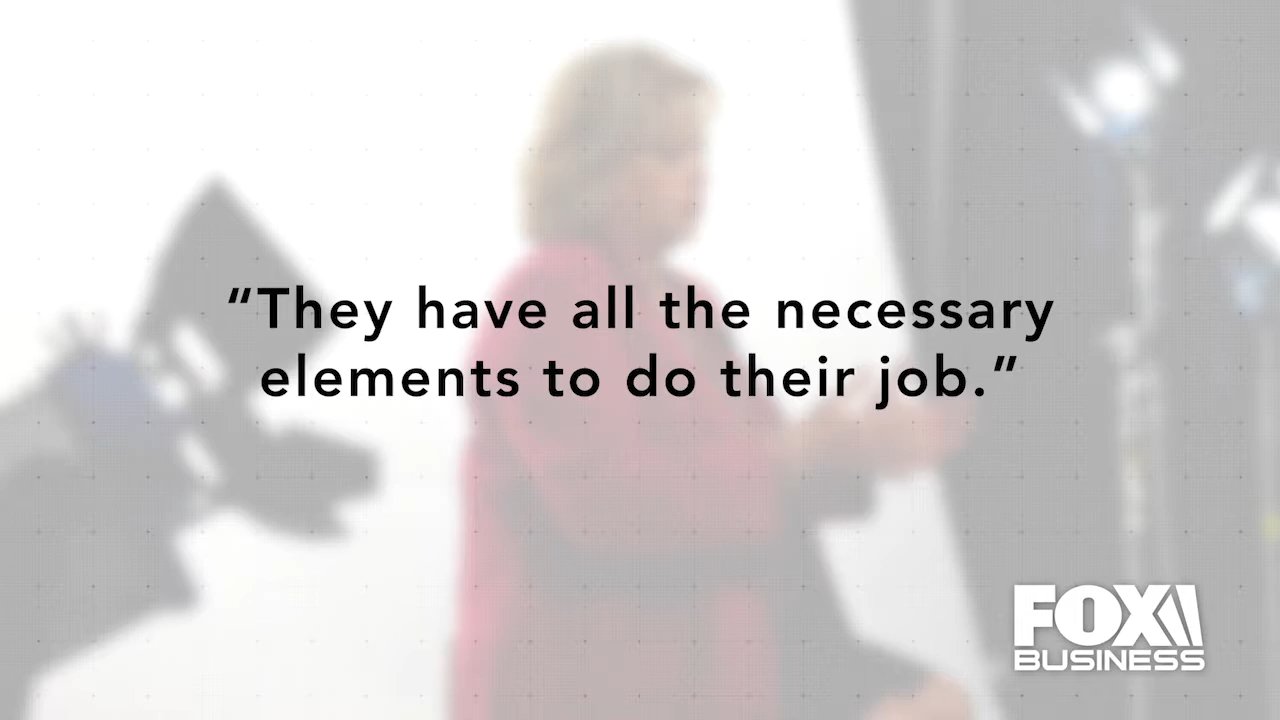 “They have all the necessary
elements to do their job.”
FOX
BUSINESS